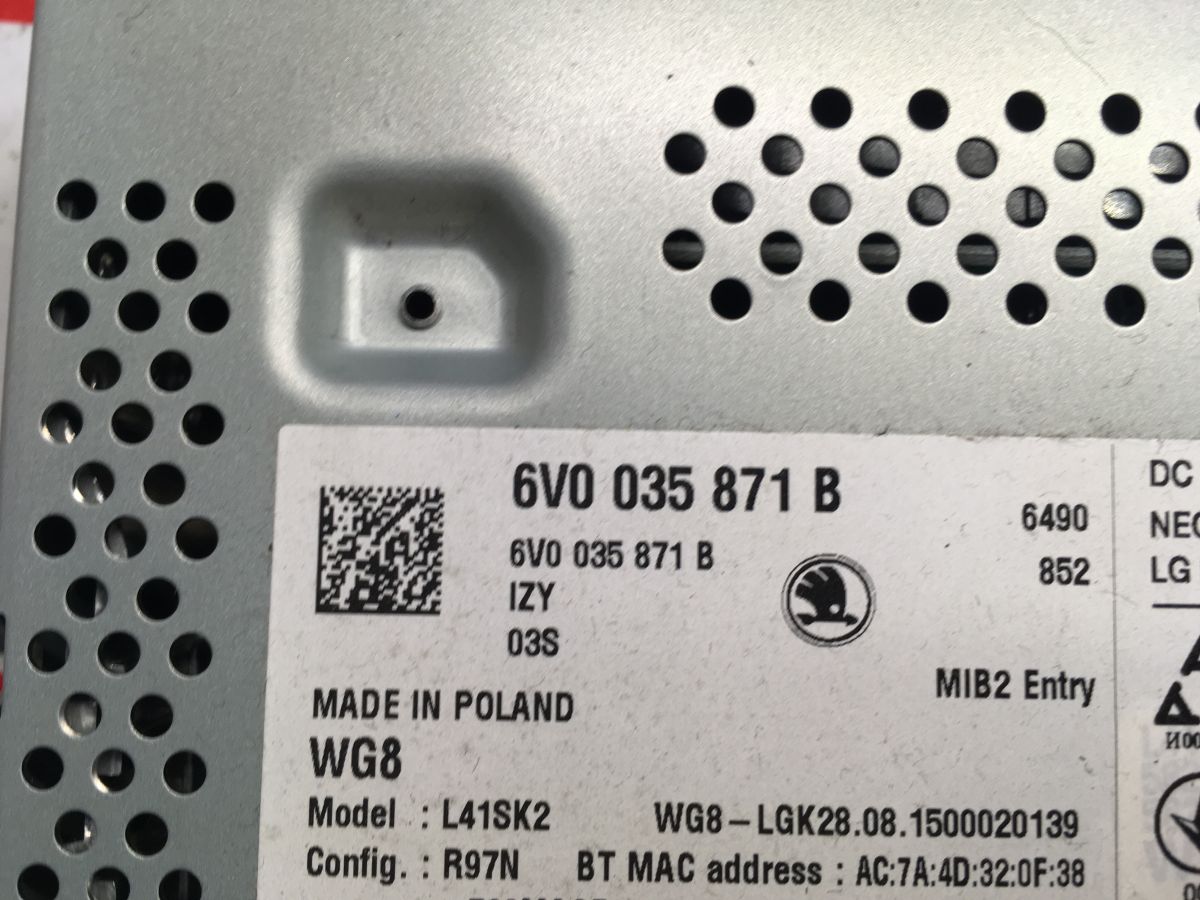 6V0 035 871 B
6V0 035 871 B
IZY
03S
6490
852
MIB2 Entry
MADE IN POLAND
WG8
Model : L41SK2
WG8-LGK28.08.1500020139
Config. : R97N
BT MAC address : AC:7A:4D:32:0F:38
DC
LG